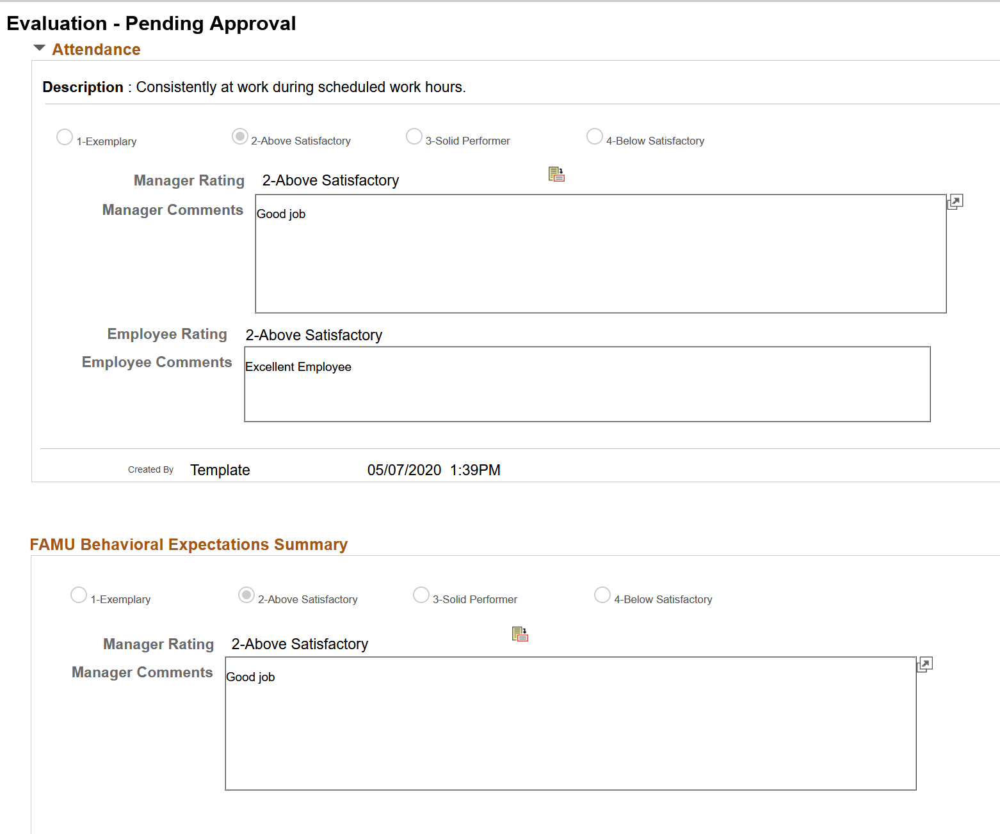 Evaluation - Pending Approval
Attendance
Description : Consistently at work during scheduled work hours.
1-Exemplary 2-Above Satisfactory 3-Solid Performer 4-Below Satisfactory
Manager Rating 2-Above Satisfactory
Manager Comments Good job
Employee Rating 2-Above Satisfactory
Employee Comments Excellent Employee
Created By Template 05/07/2020 1:39PM
FAMU Behavioral Expectations Summary
1-Exemplary 2-Above Satisfactory 3-Solid Performer 4-Below Satisfactory
Manager Rating 2-Above Satisfactory
Manager Comments Good job